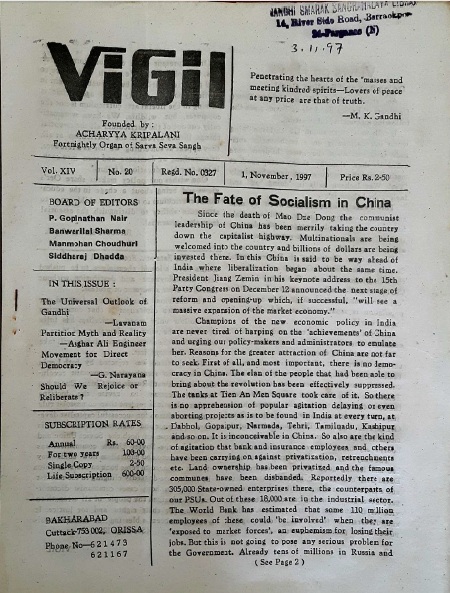 GANDHI SMARAK SANGRAHALAYA
14, River Side Road, Barrackpore
24-Parganas (N)
3.11.97
ViGil
Founded by :
ACHARYYA KRIPALANI
Fortnightly Organ of Sarva Seva Sangh
Penetrating the hearts of the 'masses and
meeting kindred spirits—Lovers of peace
at any price are that of truth.
—M. K. Gandhi
Vol. XIV
No. 20
Regd. No. 0327
1, November, 1997
Price Rs. 2-50
BOARD OF EDITORS
P. Gopinathan Nair
Banwarilal Sharma
Manmohan Choudhuri
Siddharaj Dhadda
IN THIS ISSUE :
The Universal Outlook of
Gandhi
—Lavanam
Partition Myth and Reality
—Asghar Ali Engineer
Movement for Direct
Democracy
—G. Narayana
Should We Rejoice or
Reliberate ?
SUBSCRIPTION RATES
Annual Rs. 60-00
For two years 100-00
Single Copy 2-50
Life Subscription 600-00
BAKHARABAD
Cuttack-753 002, ORISSA
Phone No—621473
621167
The Fate of Socialism in China
Since the death of Mao Dze Dong the communist
leadership of China has been merrily taking the country
down the capitalist highway. Multinationals are being
welcomed into the country and billions of dollars are being
invested there. In this China is said to be way ahead of
India where liberalization began about the same time.
President Jiang Zemin in his keynote address to the 15th
Party Congress on December 12 announced the next stage of
reform and opening-up which, if successful, "will see a
massive expansion of the market economy."
Champions of the new economic policy in India
are never tired of harping on the 'achievements' of China
and urging our policy-makers and administrators to emulate
her. Reasons for the greater attraction of China are not far
to seek. First of all, and most important, there is no demo-
cracy in China. The elan of the people that had been able to
bring about the revolution has been effectively suppressed.
The tanks at Tien An Men Square took care of it. So there
is no apprehension of popular agitation delaying or even
aborting projects as is to be found in India at every turn, at
Dabhol, Gopalpur, Narmada, Tehri, Tamilnadu, Kashipur
and so on. It is inconceivable in China. So also are the kind
of agitation that bank and insurance employees and others
have been carrying on against privatization, retrenchments
etc. Land ownership has been privatized and the famous
communes have been disbanded. Reportedly there are
305,000 State-owned enterprises there, the counterparts of
our PSUs. Out of these 18,000 are in the industrial sector.
The World Bank has estimated that some 110 million
employees of these could 'be involved' when they are
'exposed to market forces', an euphemism for losing their
jobs. But this is not going to pose any serious problem for
the Government. Already tens of millions in Russia and
( See Page 2 )